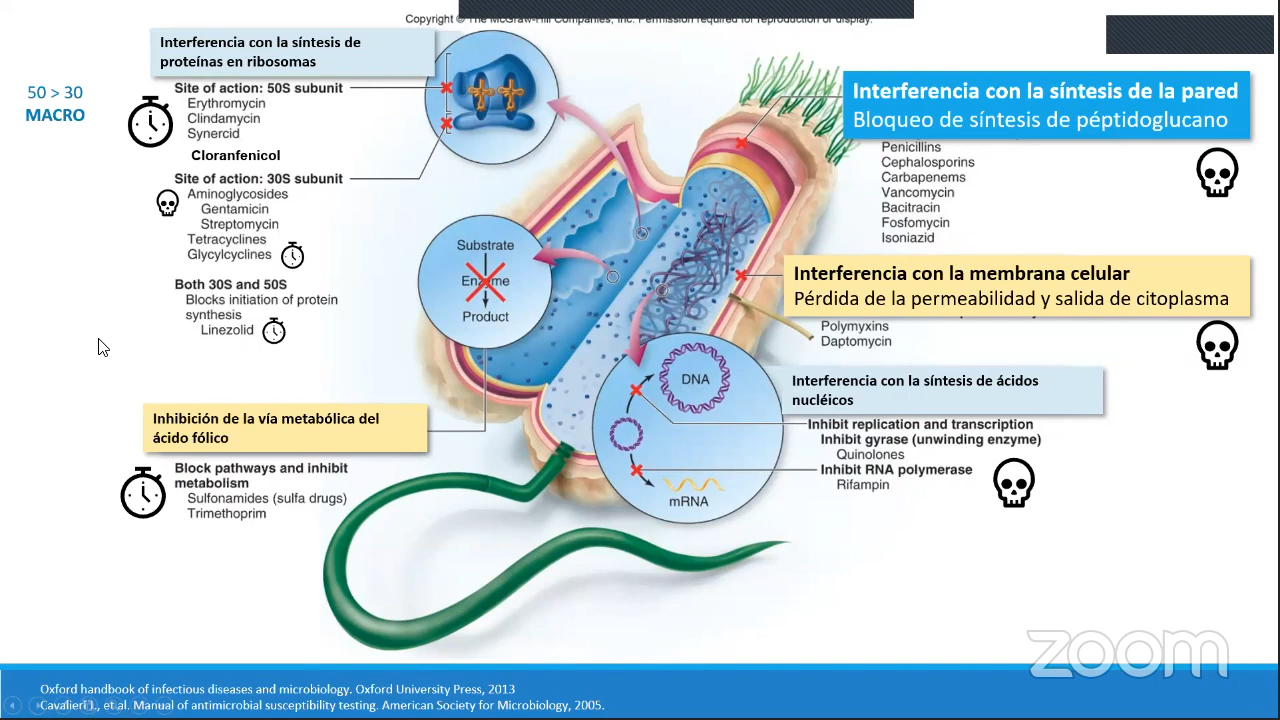 Copyright © The McGraw-Hill Companies, Inc. Permission required for reproduction or display.
Interferencia con la síntesis de
proteínas en ribosomas
50 > 30
MACRO
Site of action: 50S subunit
Erythromycin
Clindamycin
Synercid
Cloranfenicol
Site of action: 30S subunit
Aminoglycosides
Gentamicin
Streptomycin
Tetracyclines
Glycylcyclines
Both 30S and 50S
Blocks initiation of protein
synthesis
Linezolid
Inhibición de la vía metabólica del
ácido fólico
Block pathways and inhibit
metabolism
Sulfonamides (sulfa drugs)
Trimethoprim
Substrate
Enzyme
Product
Interferencia con la síntesis de la pared
Bloqueo de síntesis de péptidoglucano
Penicillins
Cephalosporins
Carbapenems
Vancomycin
Bacitracin
Fosfomycin
Isoniazid
Interferencia con la membrana celular
Pérdida de la permeabilidad y salida de citoplasma
Polymyxins
Daptomycin
Interferencia con la síntesis de ácidos
nucléicos
Inhibit replication and transcription
Inhibit gyrase (unwinding enzyme)
Quinolones
Inhibit RNA polymerase
Rifampin
DNA
mRNA
zoom
Oxford handbook of infectious diseases and microbiology. Oxford University Press, 2013
Cavalieri J., et.al. Manual of antimicrobial susceptibility testing. American Society for Microbiology, 2005.